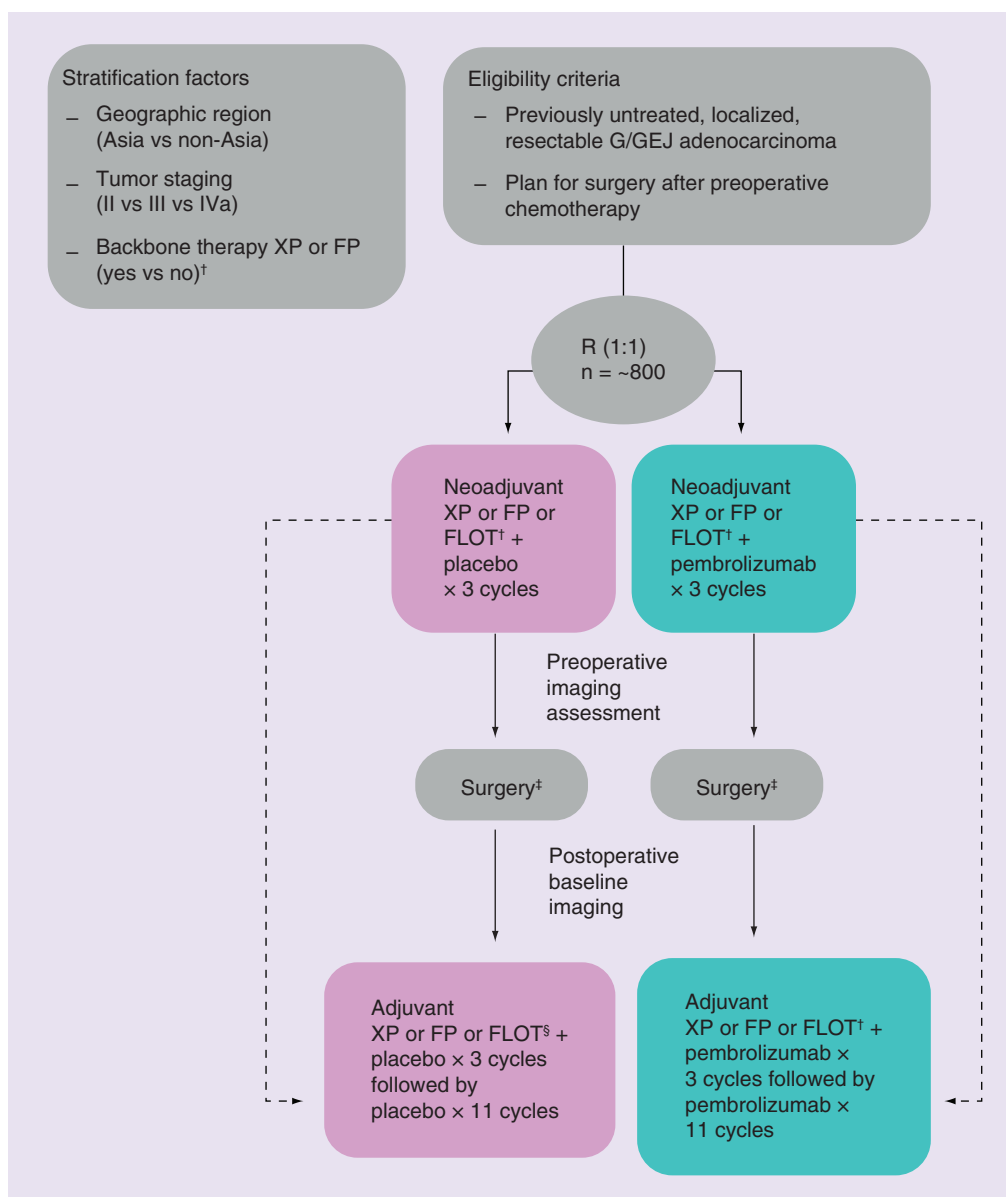 Stratification factors
– Geographic region
(Asia vs non-Asia)
– Tumor staging
(II vs III vs IVa)
– Backbone therapy XP or FP
(yes vs no)†
Eligibility criteria
– Previously untreated, localized,
resectable G/GEJ adenocarcinoma
– Plan for surgery after preoperative
chemotherapy
R (1:1)
n = ~800
Neoadjuvant
XP or FP or
FLOT† +
placebo
× 3 cycles
Neoadjuvant
XP or FP or
FLOT† +
pembrolizumab
× 3 cycles
Preoperative
imaging
assessment
Surgery‡
Surgery‡
Postoperative
baseline
imaging
Adjuvant
XP or FP or FLOT§ +
placebo × 3 cycles
followed by
placebo × 11 cycles
Adjuvant
XP or FP or FLOT† +
pembrolizumab ×
3 cycles followed by
pembrolizumab ×
11 cycles